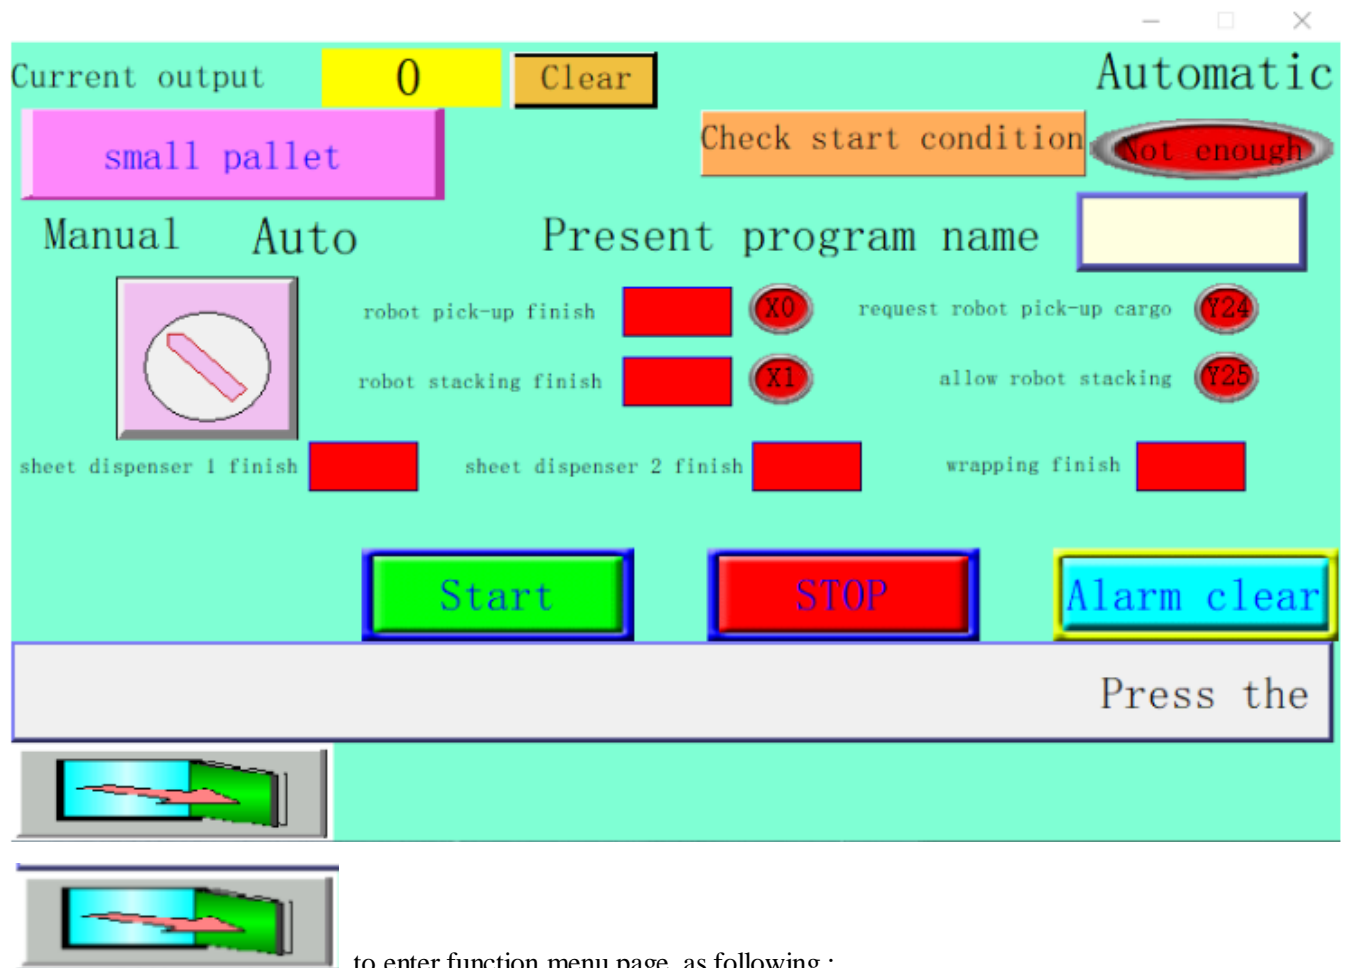 Current output 0 Clear Automatic
small pallet Check start condition Not enough
Manual Auto Present program name
robot pick-up finish X0 request robot pick-up cargo Y24
robot stacking finish X1 allow robot stacking Y25
sheet dispenser 1 finish sheet dispenser 2 finish wrapping finish
Start STOP Alarm clear
Press the
to enter function menu page, as following :